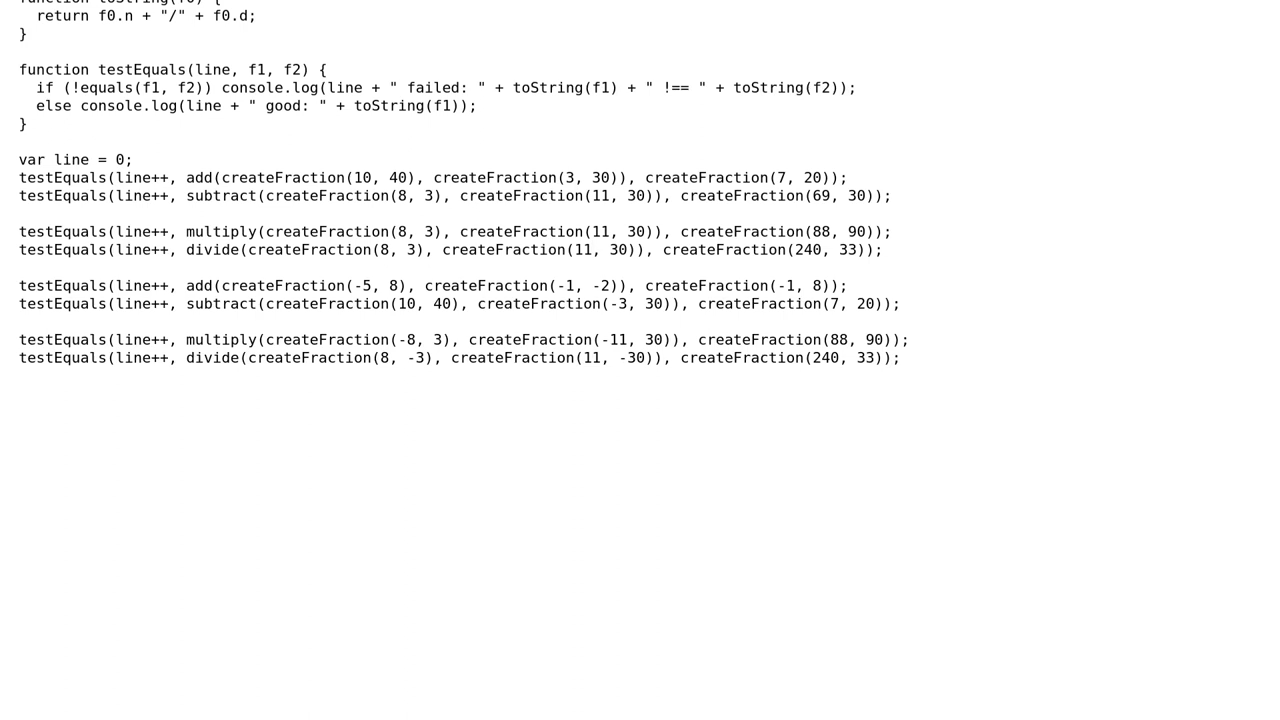 function toString(f0) {
  return f0.n + "/" + f0.d;
}

function testEquals(line, f1, f2) {
  if (!equals(f1, f2)) console.log(line + " failed: " + toString(f1) + " !== " + toString(f2));
  else console.log(line + " good: " + toString(f1));
}

var line = 0;
testEquals(line++, add(createFraction(10, 40), createFraction(3, 30)), createFraction(7, 20));
testEquals(line++, subtract(createFraction(8, 3), createFraction(11, 30)), createFraction(69, 30));

testEquals(line++, multiply(createFraction(8, 3), createFraction(11, 30)), createFraction(88, 90));
testEquals(line++, divide(createFraction(8, 3), createFraction(11, 30)), createFraction(240, 33));

testEquals(line++, add(createFraction(-5, 8), createFraction(-1, -2)), createFraction(-1, 8));
testEquals(line++, subtract(createFraction(10, 40), createFraction(-3, 30)), createFraction(7, 20));

testEquals(line++, multiply(createFraction(-8, 3), createFraction(-11, 30)), createFraction(88, 90));
testEquals(line++, divide(createFraction(8, -3), createFraction(11, -30)), createFraction(240, 33));